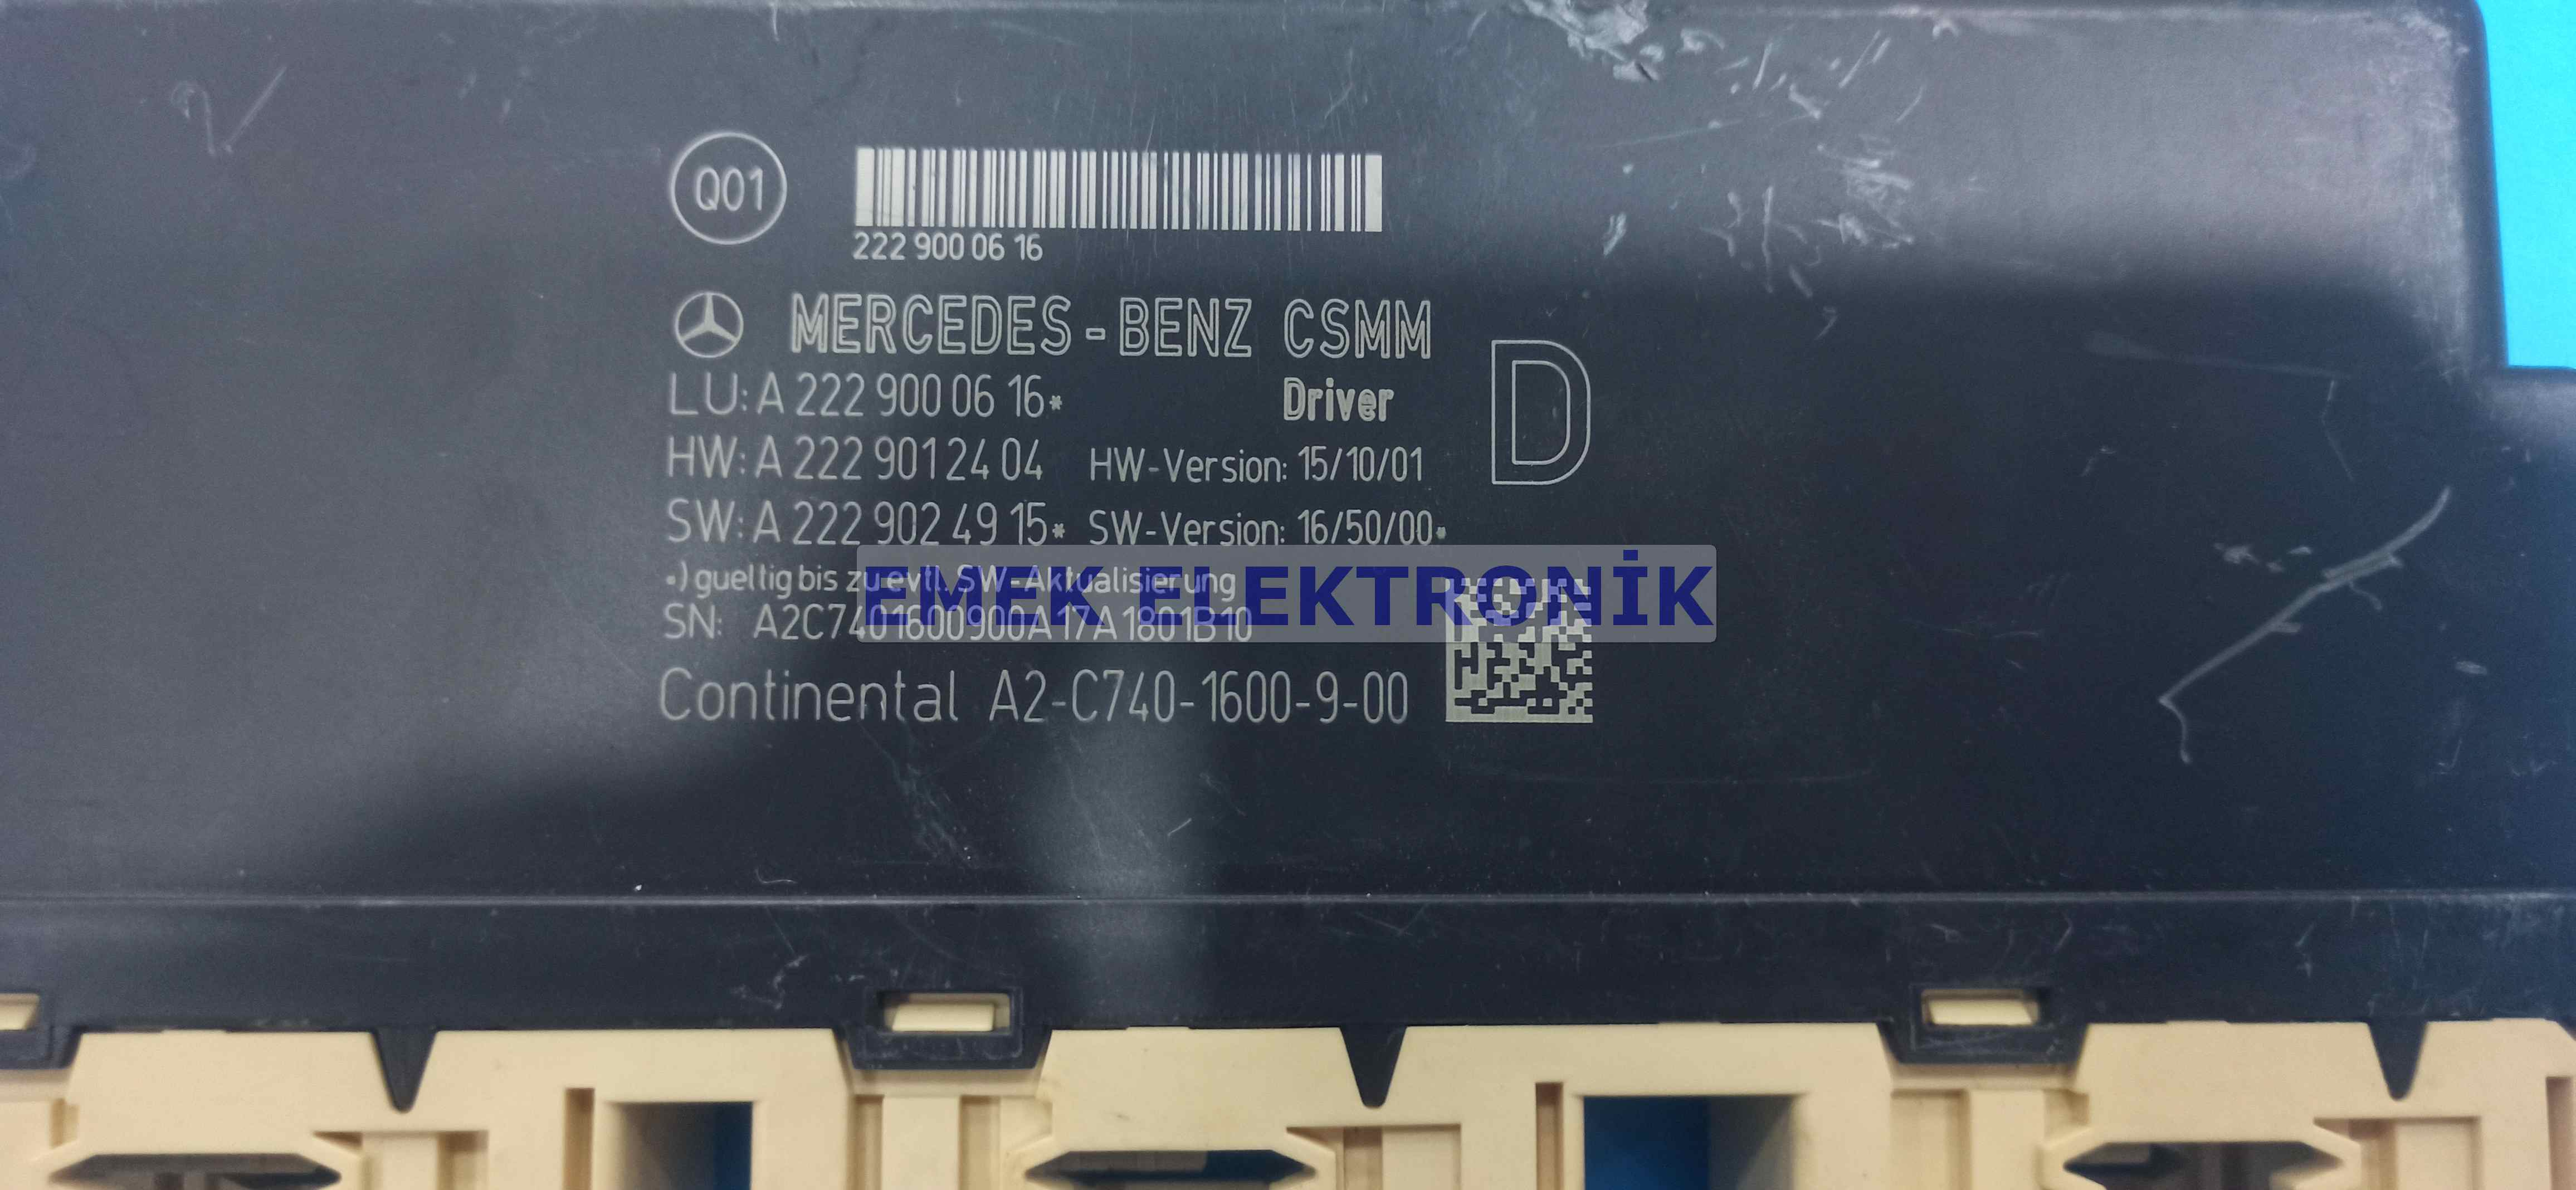 Q01
222 900 06 16
MERCEDES-BENZ CSMM
LU: A 222 900 06 16*
Driver
D
HW: A 222 901 24 04 HW-Version: 15/10/01
SW: A 222 902 49 15* SW-Version: 16/50/00*
*) gueltig bis zu evtl. SW-Aktualisierung
EMEK ELEKTRONİK
SN: A2C7401600900A17A1801B10
Continental A2-C740-1600-9-00